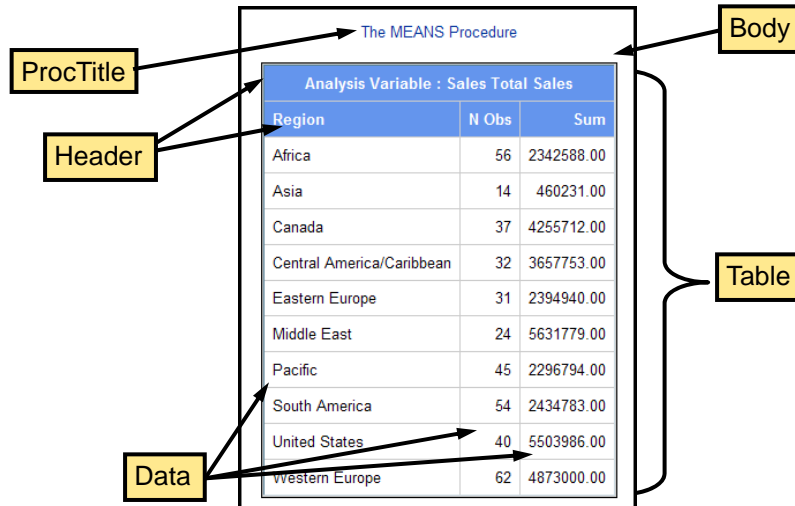 The MEANS Procedure
Body
ProcTitle
Analysis Variable : Sales Total Sales
Region N Obs Sum
Header
Africa 56 2342588.00
Asia 14 460231.00
Canada 37 4255712.00
Central America/Caribbean 32 3657753.00
Table
Eastern Europe 31 2394940.00
Middle East 24 5631779.00
Pacific 45 2296794.00
South America 54 2434783.00
United States 40 5503986.00
Data
Western Europe 62 4873000.00